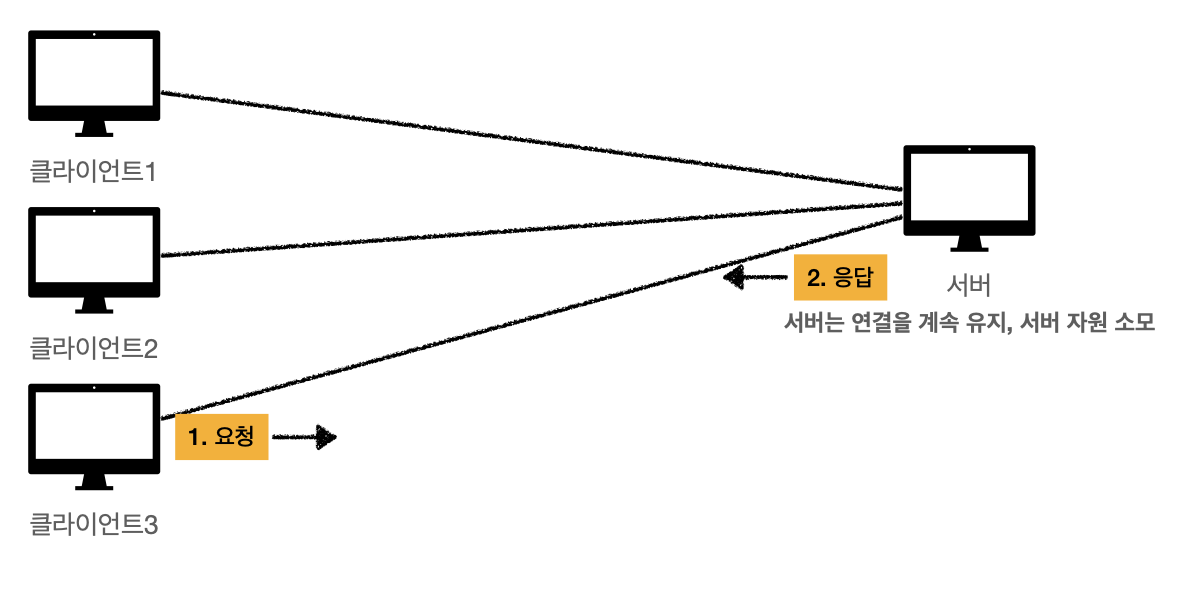 클라이언트1
클라이언트2
2. 응답
서버
서버는 연결을 계속 유지, 서버 자원 소모
1. 요청
클라이언트3